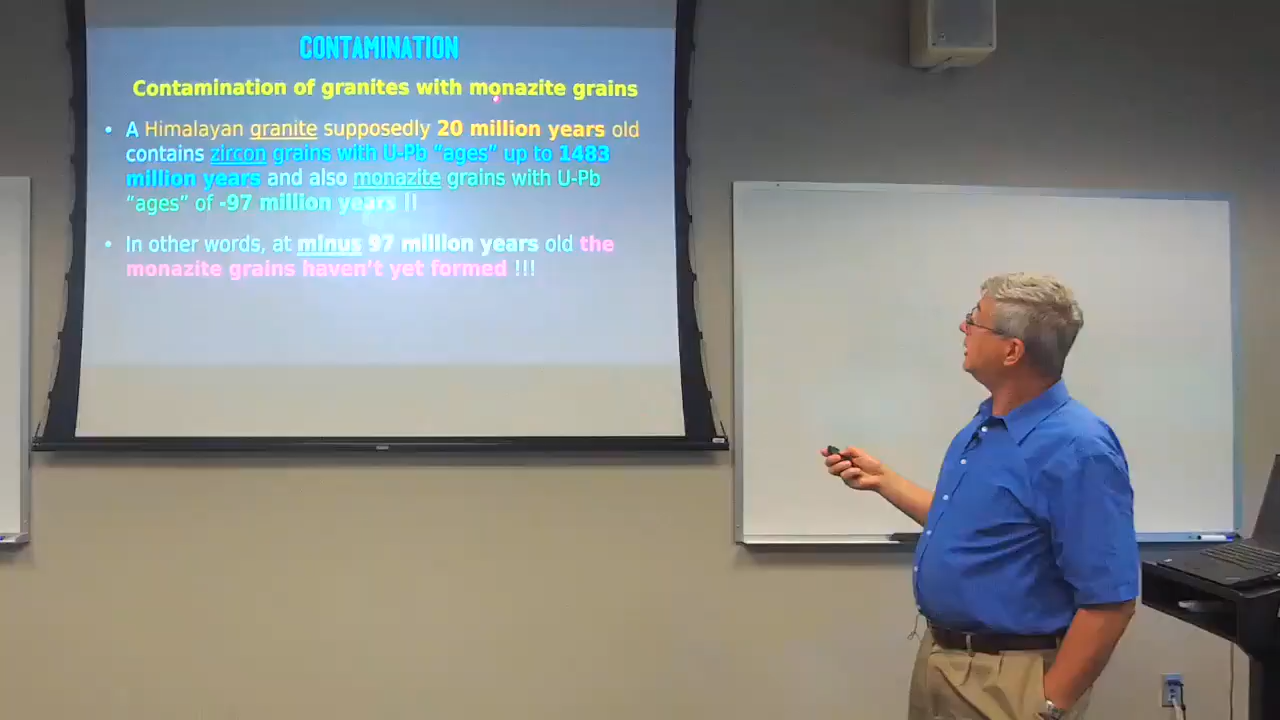 CONTAMINATION
Contamination of granites with monazite grains
• A Himalayan granite supposedly 20 million years old
contains zircon grains with U-Pb “ages” up to 1483
million years and also monazite grains with U-Pb
“ages” of -97 million years !!
• In other words, at minus 97 million years old the
monazite grains haven’t yet formed !!!